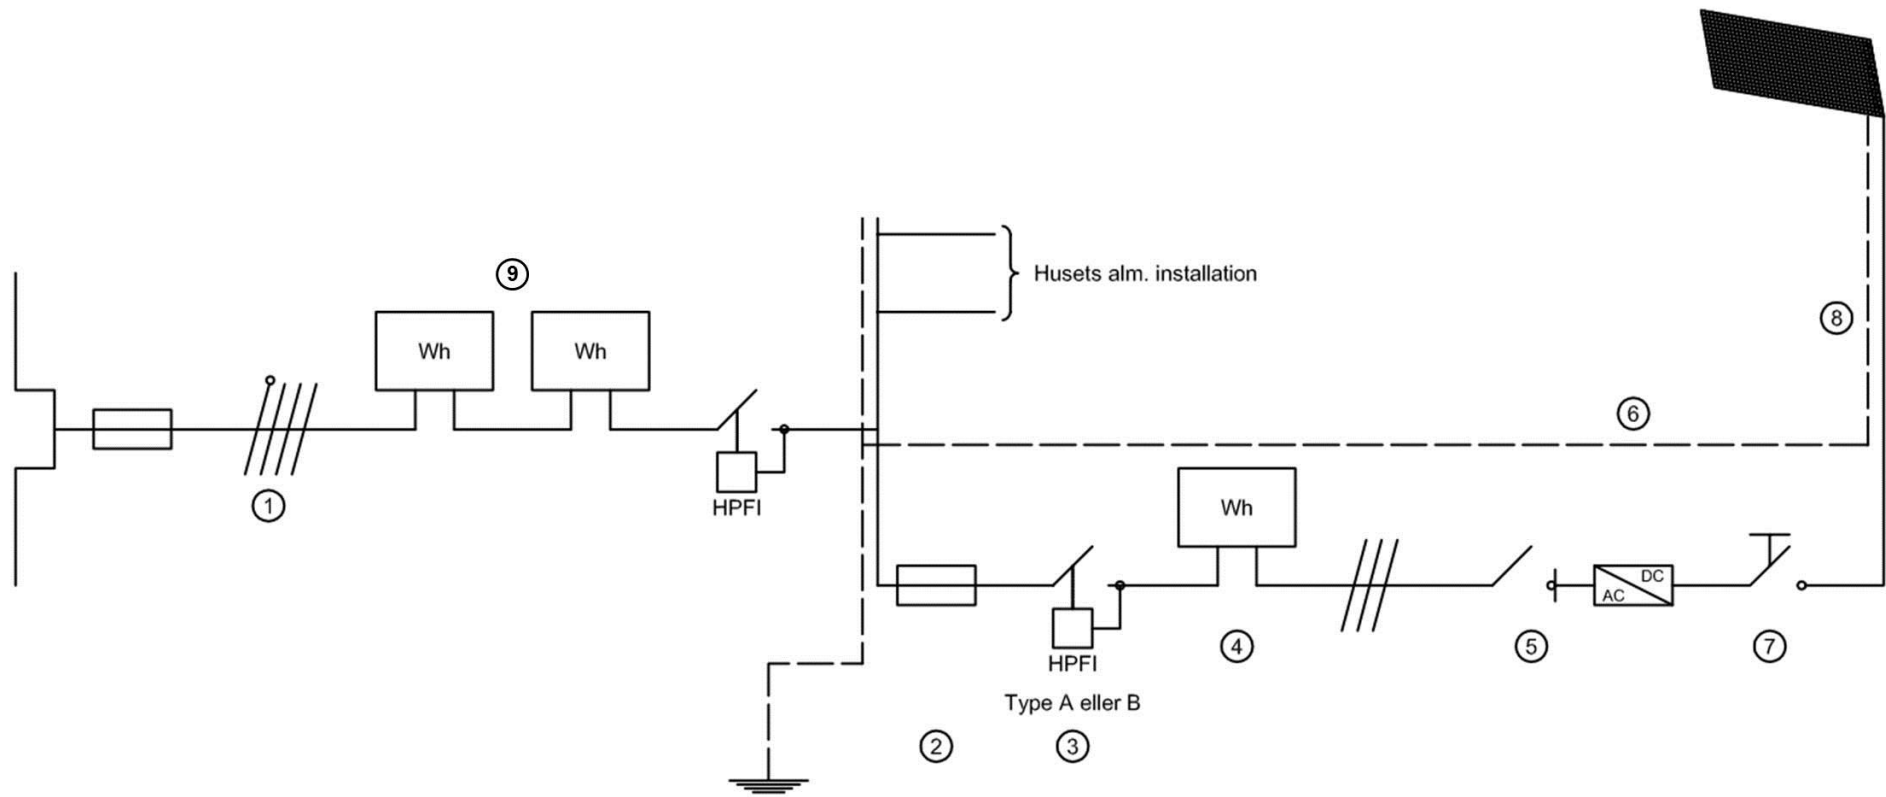 9
Husets alm. installation
8
Wh
Wh
6
1
HPFI
Wh
DC
AC
4
5
7
HPFI
Type A eller B
2
3